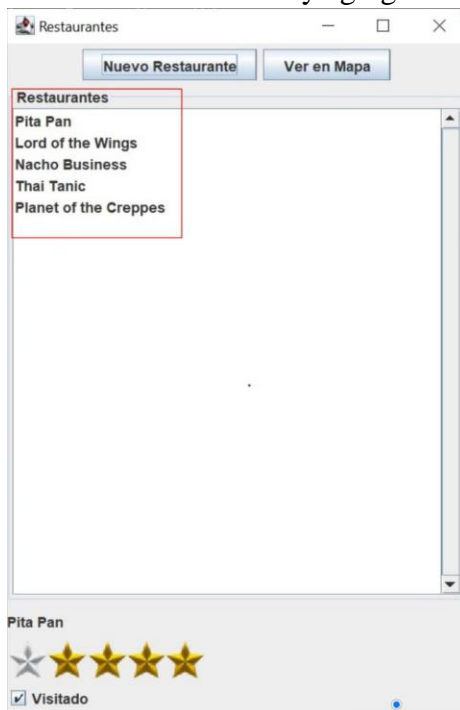 Restaurantes
Nuevo Restaurante Ver en Mapa
Restaurantes
Pita Pan
Lord of the Wings
Nacho Business
Thai Tanic
Planet of the Creppes
Pita Pan
Visitado